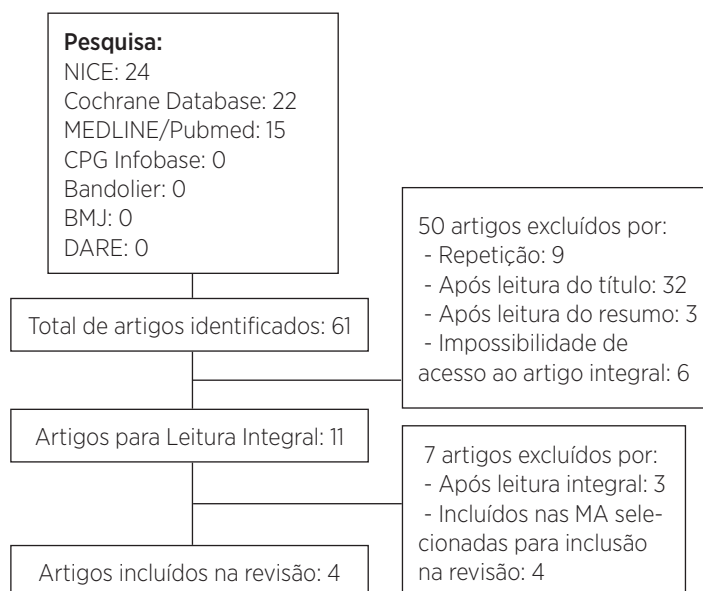 Pesquisa:
NICE: 24
Cochrane Database: 22
MEDLINE/Pubmed: 15
CPG Infobase: 0
Bandolier: 0
BMJ: 0
DARE: 0
Total de artigos identificados: 61
50 artigos excluídos por:
- Repetição: 9
- Após leitura do título: 32
- Após leitura do resumo: 3
- Impossibilidade de
acesso ao artigo integral: 6
Artigos para Leitura Integral: 11
7 artigos excluídos por:
- Após leitura integral: 3
- Incluídos nas MA sele-
cionadas para inclusão
na revisão: 4
Artigos incluídos na revisão: 4